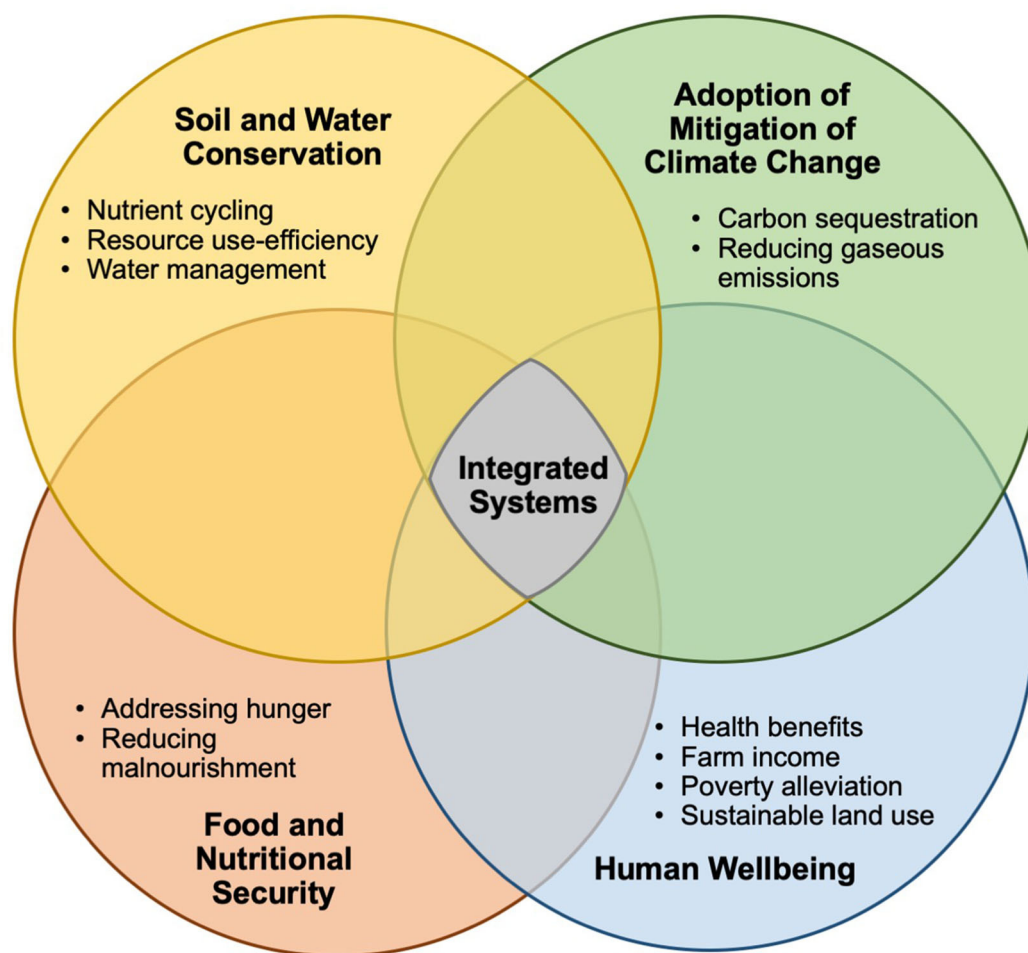 Soil and Water
Conservation
• Nutrient cycling
• Resource use-efficiency
• Water management
Adoption of
Mitigation of
Climate Change
• Carbon sequestration
• Reducing gaseous
emissions
Integrated
Systems
• Addressing hunger
• Reducing
malnourishment
Food and
Nutritional
Security
• Health benefits
• Farm income
• Poverty alleviation
• Sustainable land use
Human Wellbeing